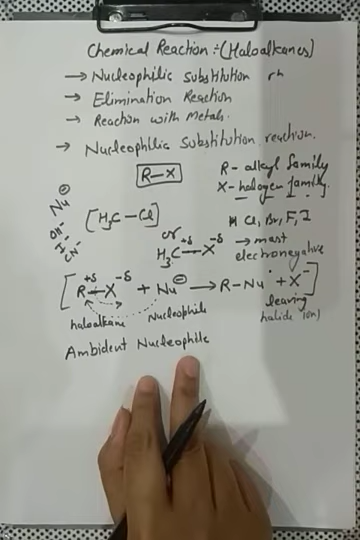 Chemical Reaction :- (Haloalkanes)
→ Nucleophilic substitution rn
→ Elimination Reaction
→ Reaction with Metals.
→ Nucleophilic Substitution reaction.
R-X
R - alkyl family
X - halogen family.
Nu⊖
OH⁻
H⁻
CN⁻
[H₃C - Cl]
Cl, Br, F, I
or
H₃C⁺ᵟ-X⁻ᵟ
→ most electronegative
[R⁺ᵟ-X⁻ᵟ + Nu⊖ → R-Nu + X⁻]
haloalkane
Nucleophile
leaving
halide ion)
Ambident Nucleophile